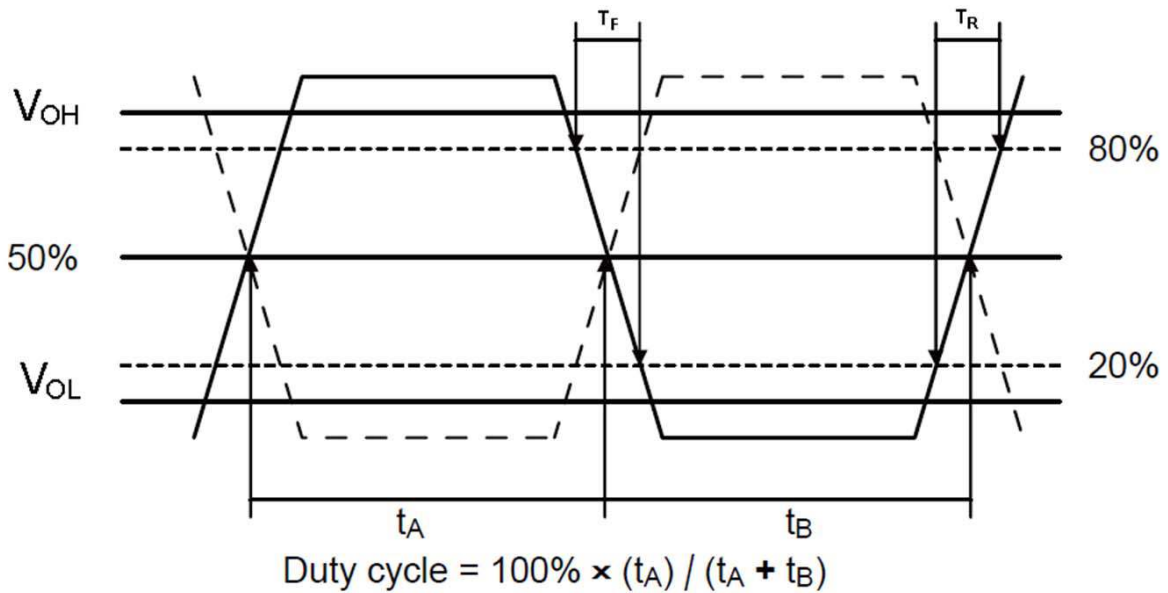 T_F T_R
V_OH
80%
50%
20%
V_OL
t_A t_B
Duty cycle = 100% × (t_A) / (t_A + t_B)